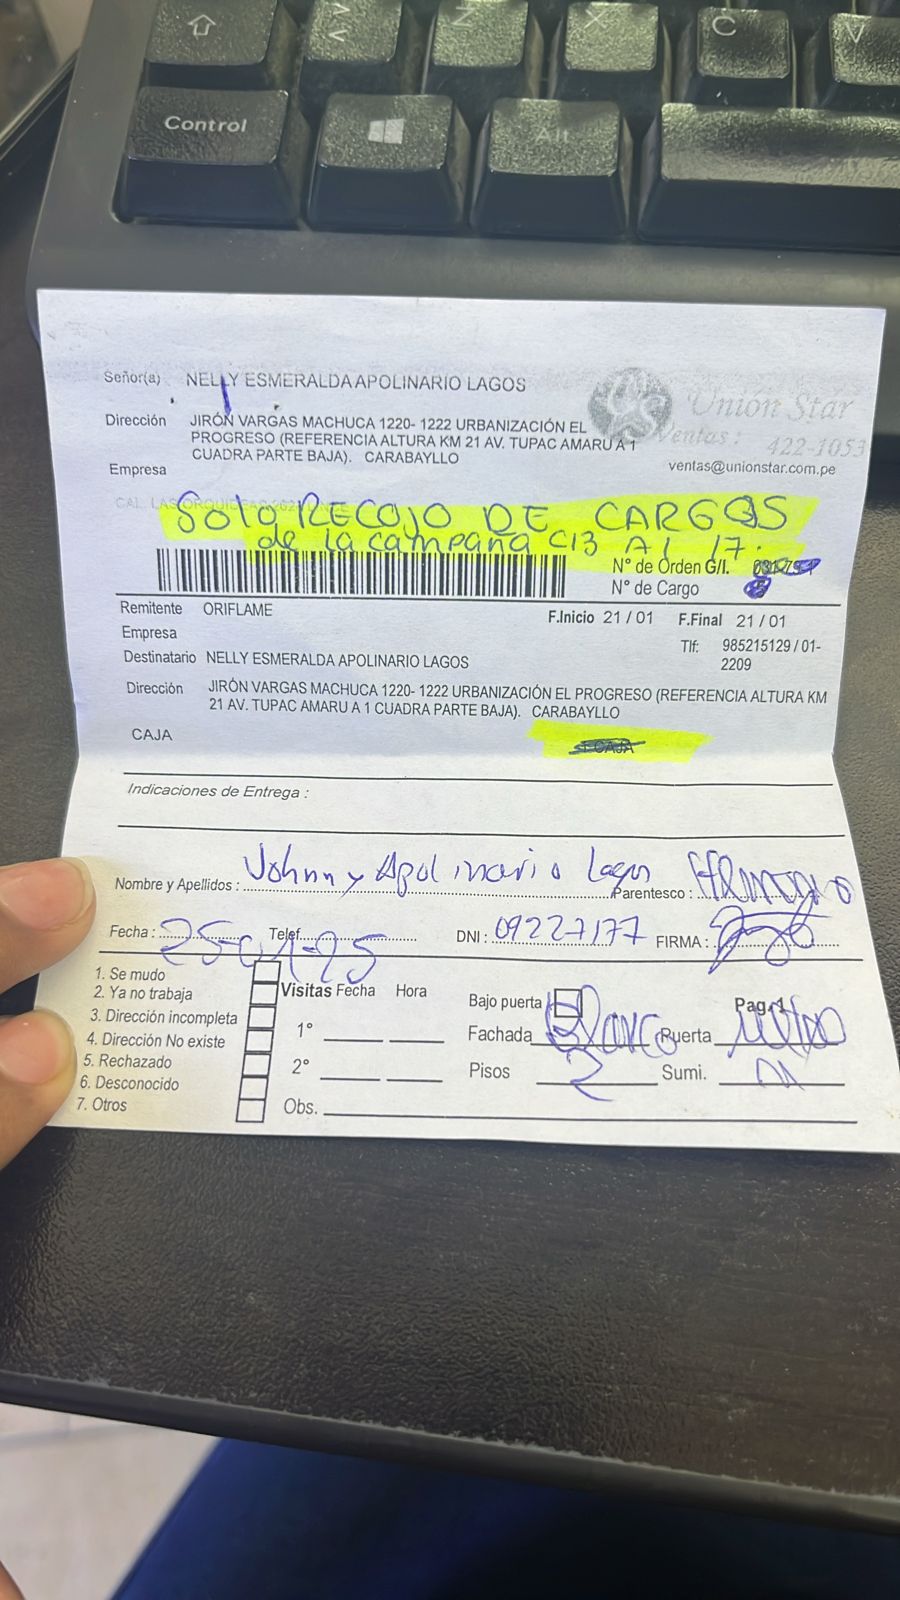 Control
Alt
Z
X
C
V
Señor(a) NELLY ESMERALDA APOLINARIO LAGOS
Union Star
Dirección JIRÓN VARGAS MACHUCA 1220- 1222 URBANIZACIÓN EL
PROGRESO (REFERENCIA ALTURA KM 21 AV. TUPAC AMARU A 1
CUADRA PARTE BAJA). CARABAYLLO
Ventas : 422-1053
ventas@unionstar.com.pe
Empresa
CAL. LAS ORQUIDEAS
Solo RECOJO DE CARGOS
de la campaña C13 Al 17.
N° de Orden G/I.
N° de Cargo
Remitente ORIFLAME
F.Inicio 21 / 01 F.Final 21 / 01
Empresa
Tlf: 985215129 / 01-
2209
Destinatario NELLY ESMERALDA APOLINARIO LAGOS
Dirección JIRÓN VARGAS MACHUCA 1220- 1222 URBANIZACIÓN EL PROGRESO (REFERENCIA ALTURA KM
21 AV. TUPAC AMARU A 1 CUADRA PARTE BAJA). CARABAYLLO
CAJA
Indicaciones de Entrega :
Nombre y Apellidos : Johnny Apolinario Lagos Parentesco : Hermano
Fecha : 25-01-25 Telef. DNI : 09227177 FIRMA :
1. Se mudo
2. Ya no trabaja
3. Dirección incompleta
4. Dirección No existe
5. Rechazado
6. Desconocido
7. Otros
Visitas Fecha Hora
1°
2°
Obs.
Bajo puerta
Pag. 1
Fachada Blanco Puerta
Pisos 2 Sumi.